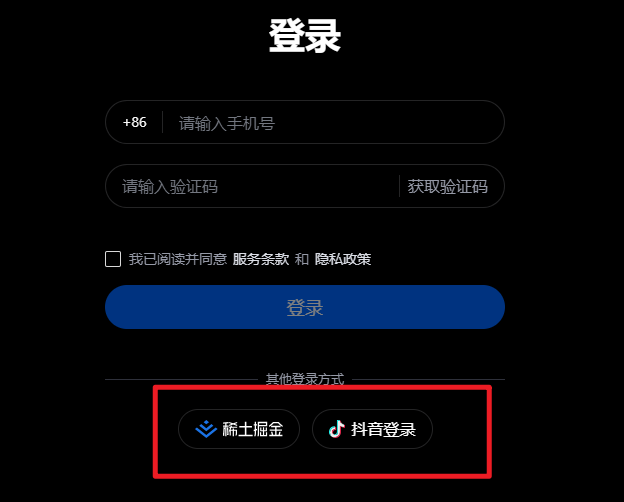 登录
+86 请输入手机号
请输入验证码 获取验证码
我已阅读并同意 服务条款 和 隐私政策
登录
其他登录方式
稀土掘金 抖音登录